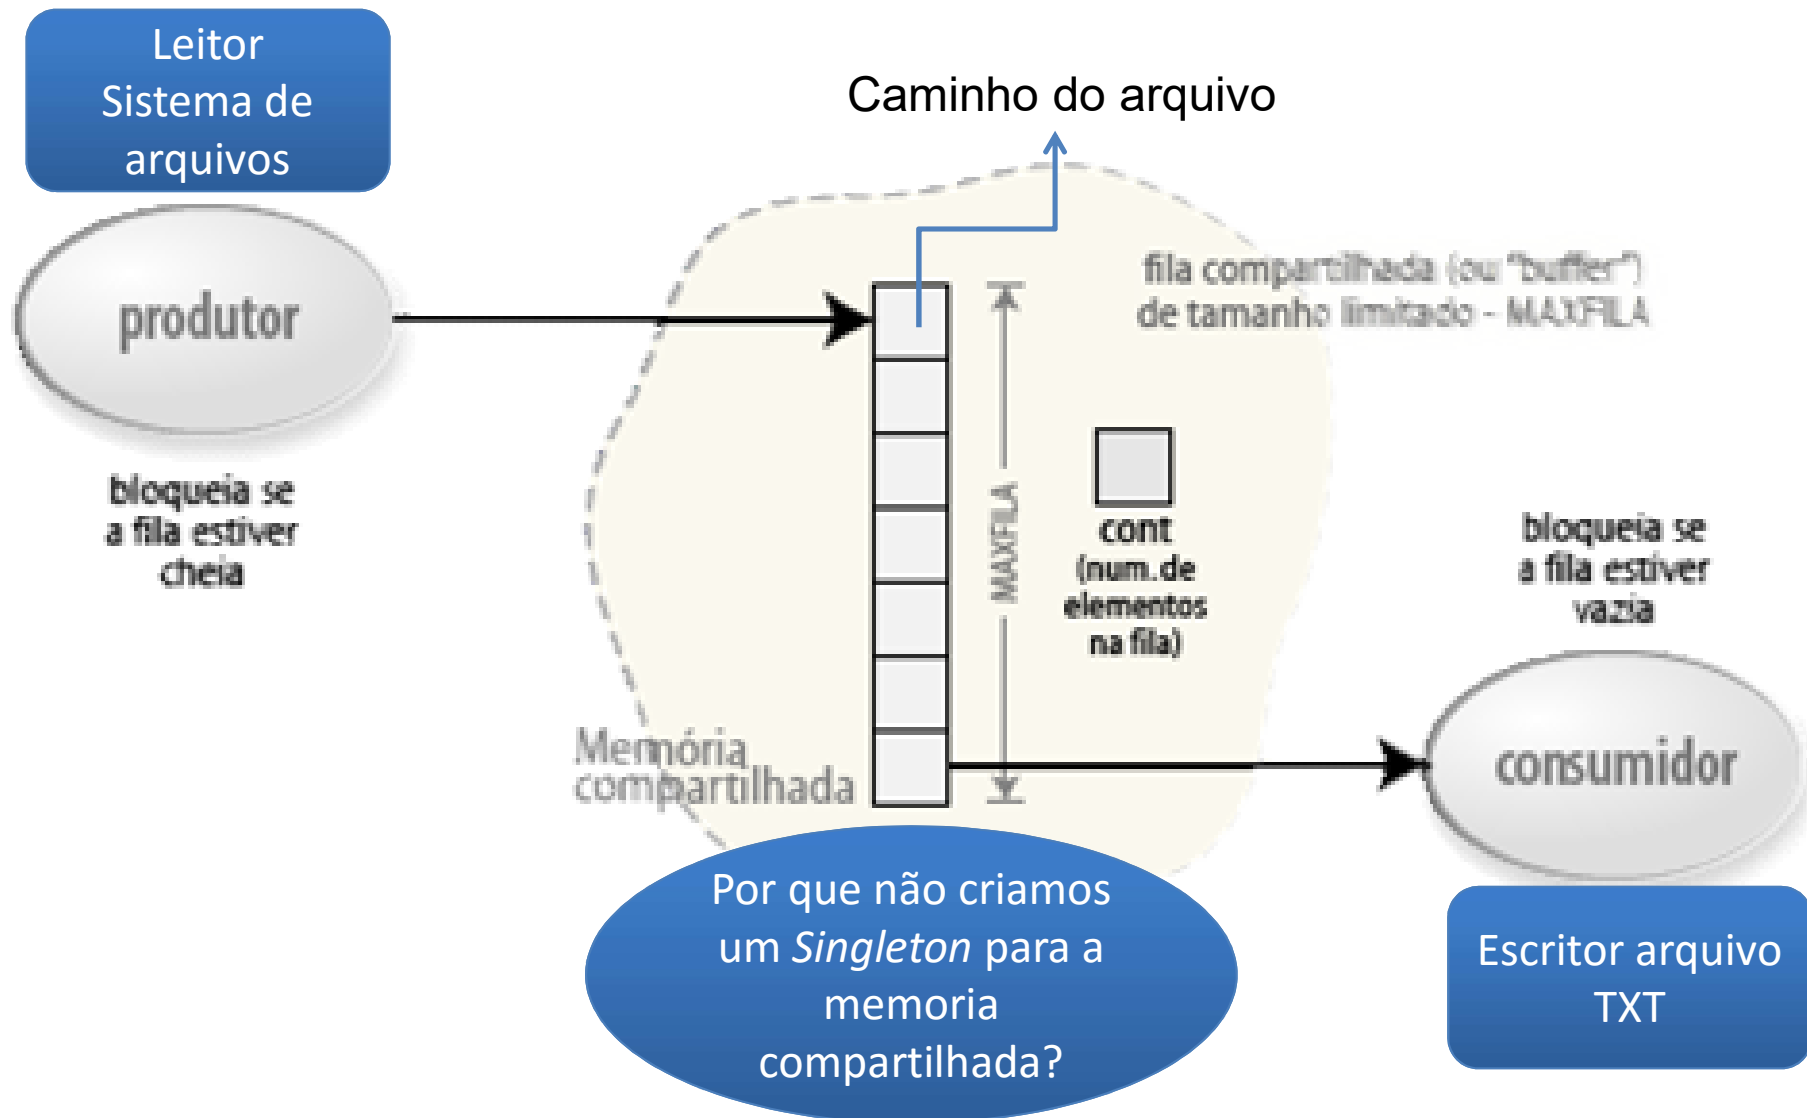 Leitor
Sistema de
arquivos
Caminho do arquivo
fila compartilhada (ou "buffer")
de tamanho limitado - MAXFILA
produtor
bloqueia se
a fila estiver
cheia
MAXFILA
cont
(num. de
elementos
na fila)
bloqueia se
a fila estiver
vazia
Memória
compartilhada
consumidor
Por que não criamos
um Singleton para a
memoria
compartilhada?
Escritor arquivo
TXT